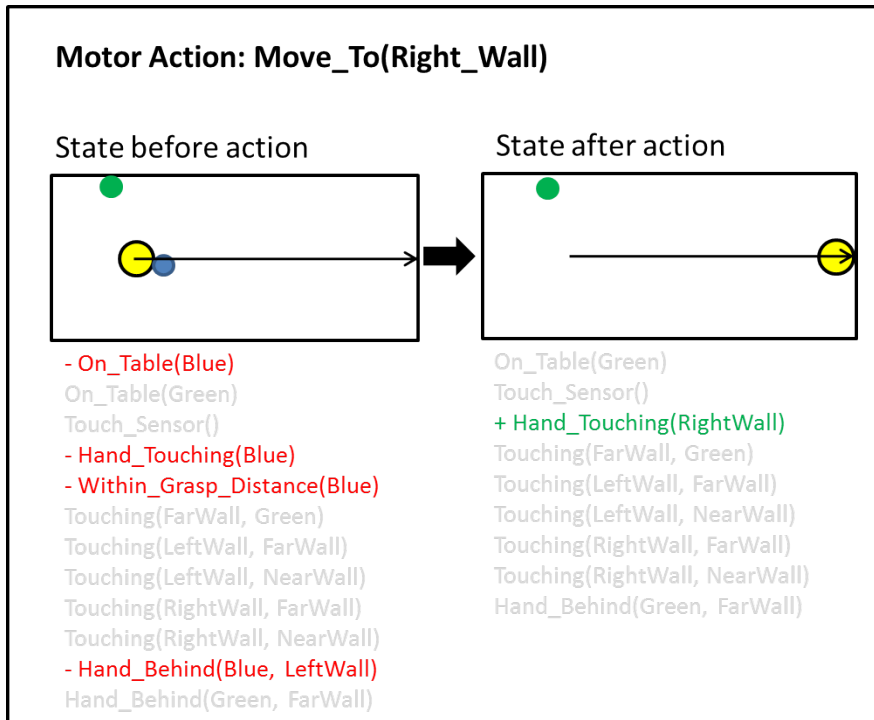 Motor Action: Move_To(Right_Wall)
State before action
- On_Table(Blue)
On_Table(Green)
Touch_Sensor()
- Hand_Touching(Blue)
- Within_Grasp_Distance(Blue)
Touching(FarWall, Green)
Touching(LeftWall, FarWall)
Touching(LeftWall, NearWall)
Touching(RightWall, FarWall)
Touching(RightWall, NearWall)
- Hand_Behind(Blue, LeftWall)
Hand_Behind(Green, FarWall)
State after action
On_Table(Green)
Touch_Sensor()
+ Hand_Touching(RightWall)
Touching(FarWall, Green)
Touching(LeftWall, FarWall)
Touching(LeftWall, NearWall)
Touching(RightWall, FarWall)
Touching(RightWall, NearWall)
Hand_Behind(Green, FarWall)